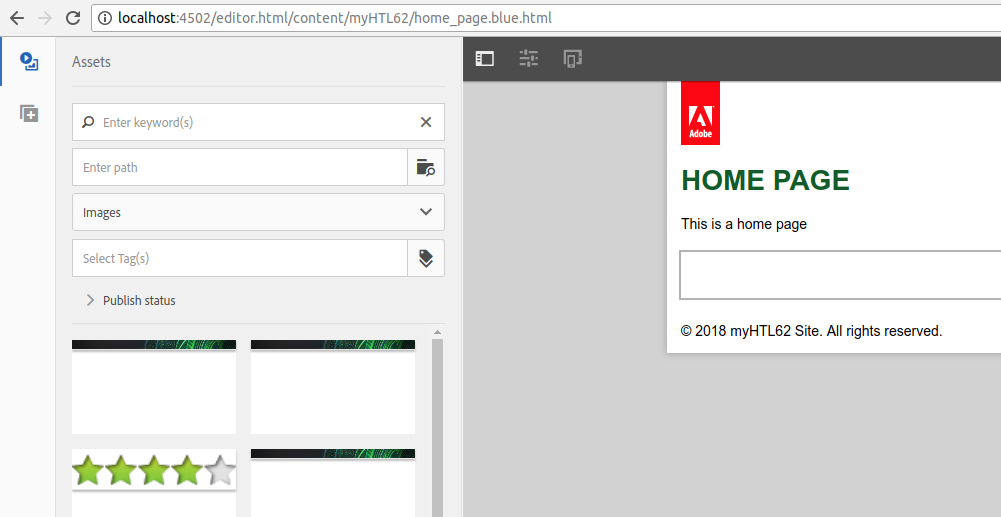 localhost:4502/editor.html/content/myHTL62/home_page.blue.html
Assets
Enter keyword(s)
Enter path
Images
Select Tag(s)
Publish status
Adobe
HOME PAGE
This is a home page
© 2018 myHTL62 Site. All rights reserved.